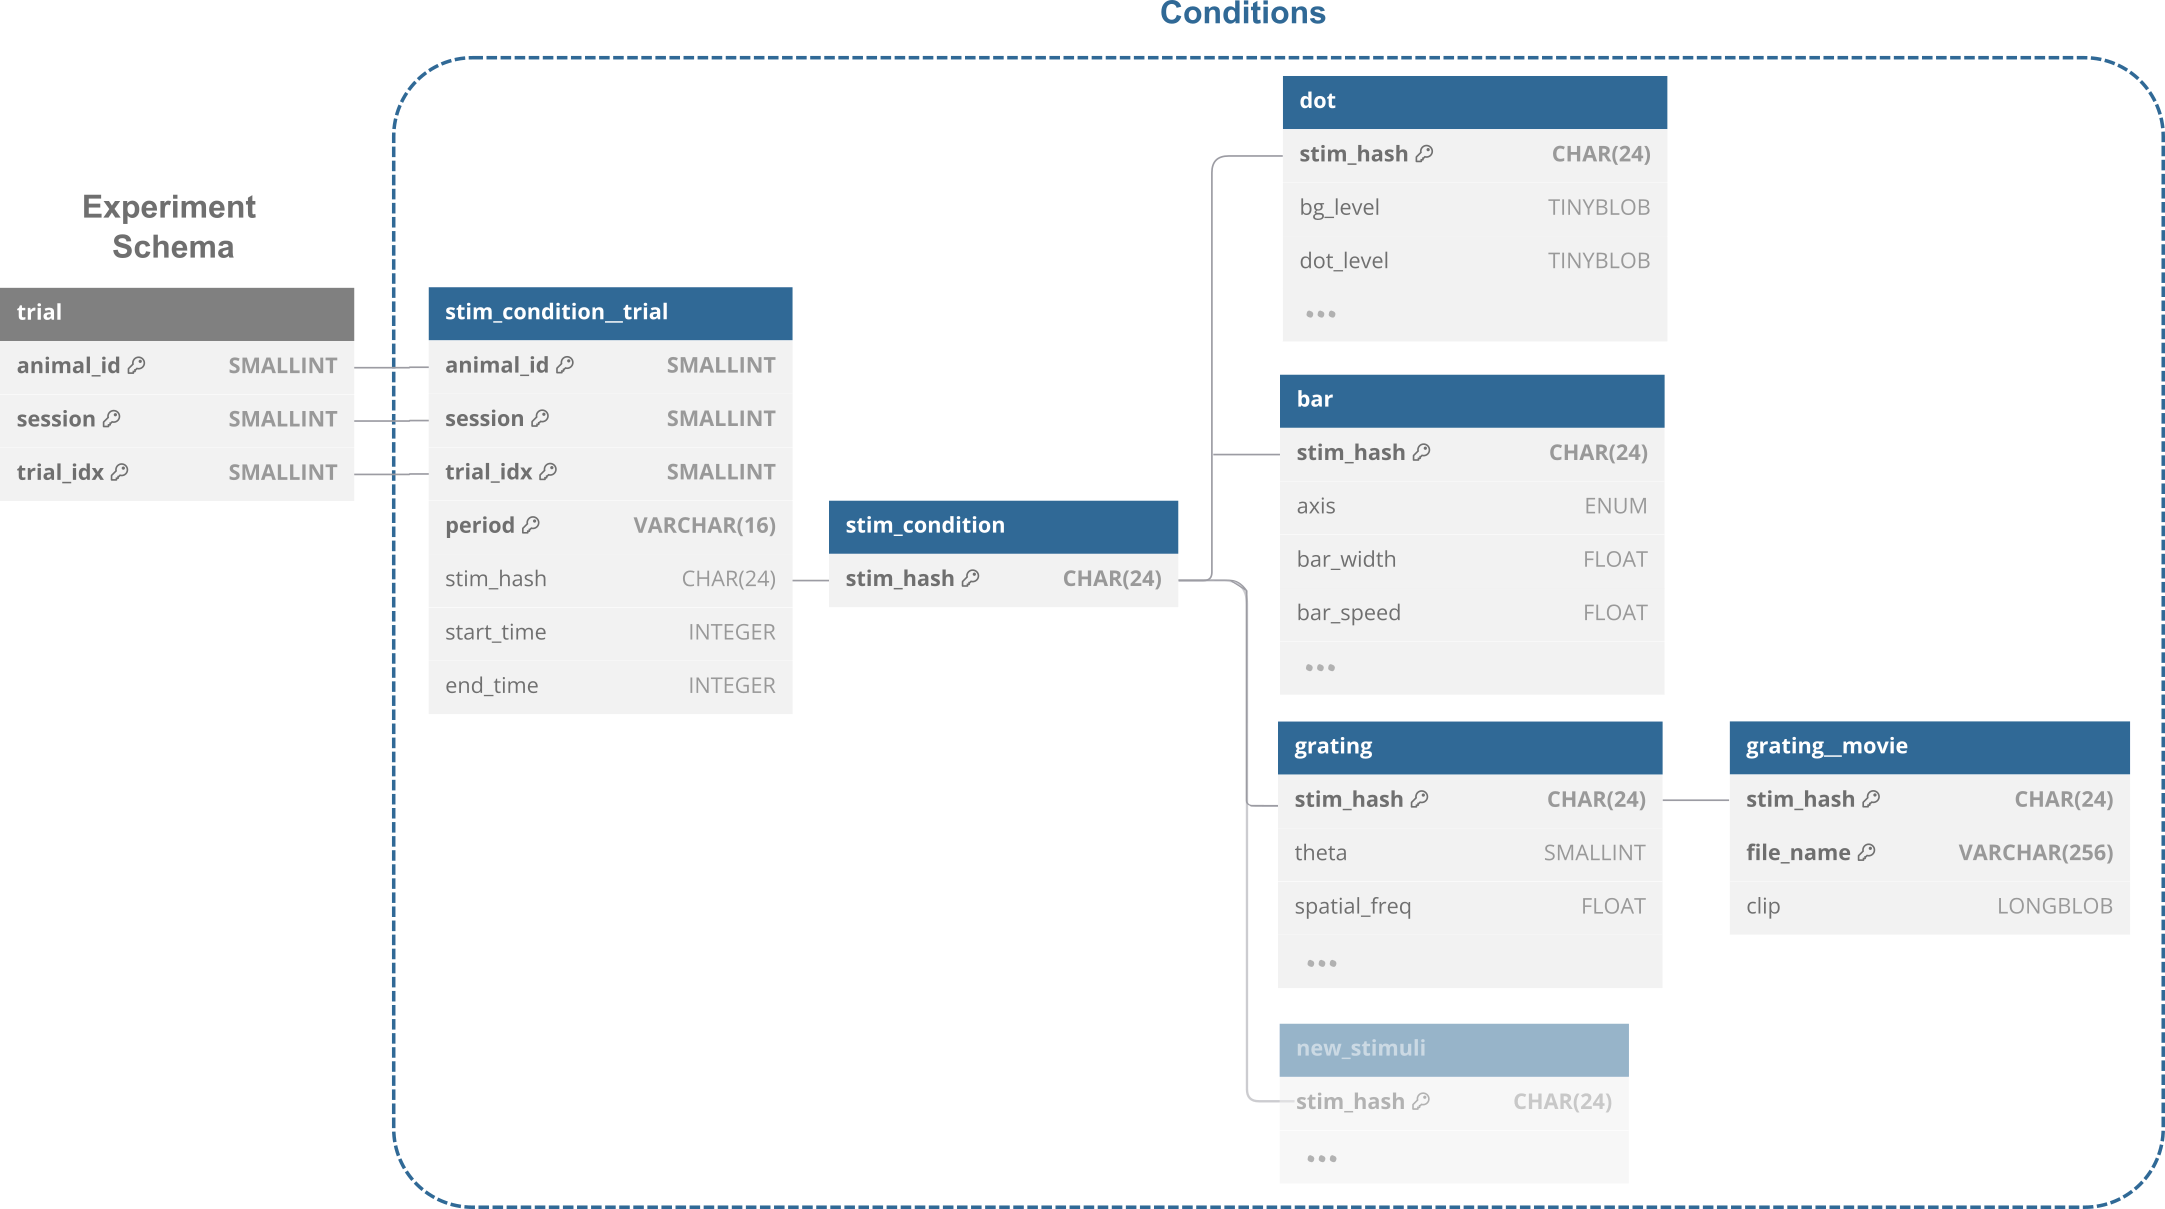 Conditions
Experiment
Schema
trial
animal_id SMALLINT
session SMALLINT
trial_idx SMALLINT
stim_condition__trial
animal_id SMALLINT
session SMALLINT
trial_idx SMALLINT
period VARCHAR(16)
stim_hash CHAR(24)
start_time INTEGER
end_time INTEGER
stim_condition
stim_hash CHAR(24)
dot
stim_hash CHAR(24)
bg_level TINYBLOB
dot_level TINYBLOB
...
bar
stim_hash CHAR(24)
axis ENUM
bar_width FLOAT
bar_speed FLOAT
...
grating
stim_hash CHAR(24)
theta SMALLINT
spatial_freq FLOAT
...
grating__movie
stim_hash CHAR(24)
file_name VARCHAR(256)
clip LONGBLOB
new_stimuli
stim_hash CHAR(24)
...